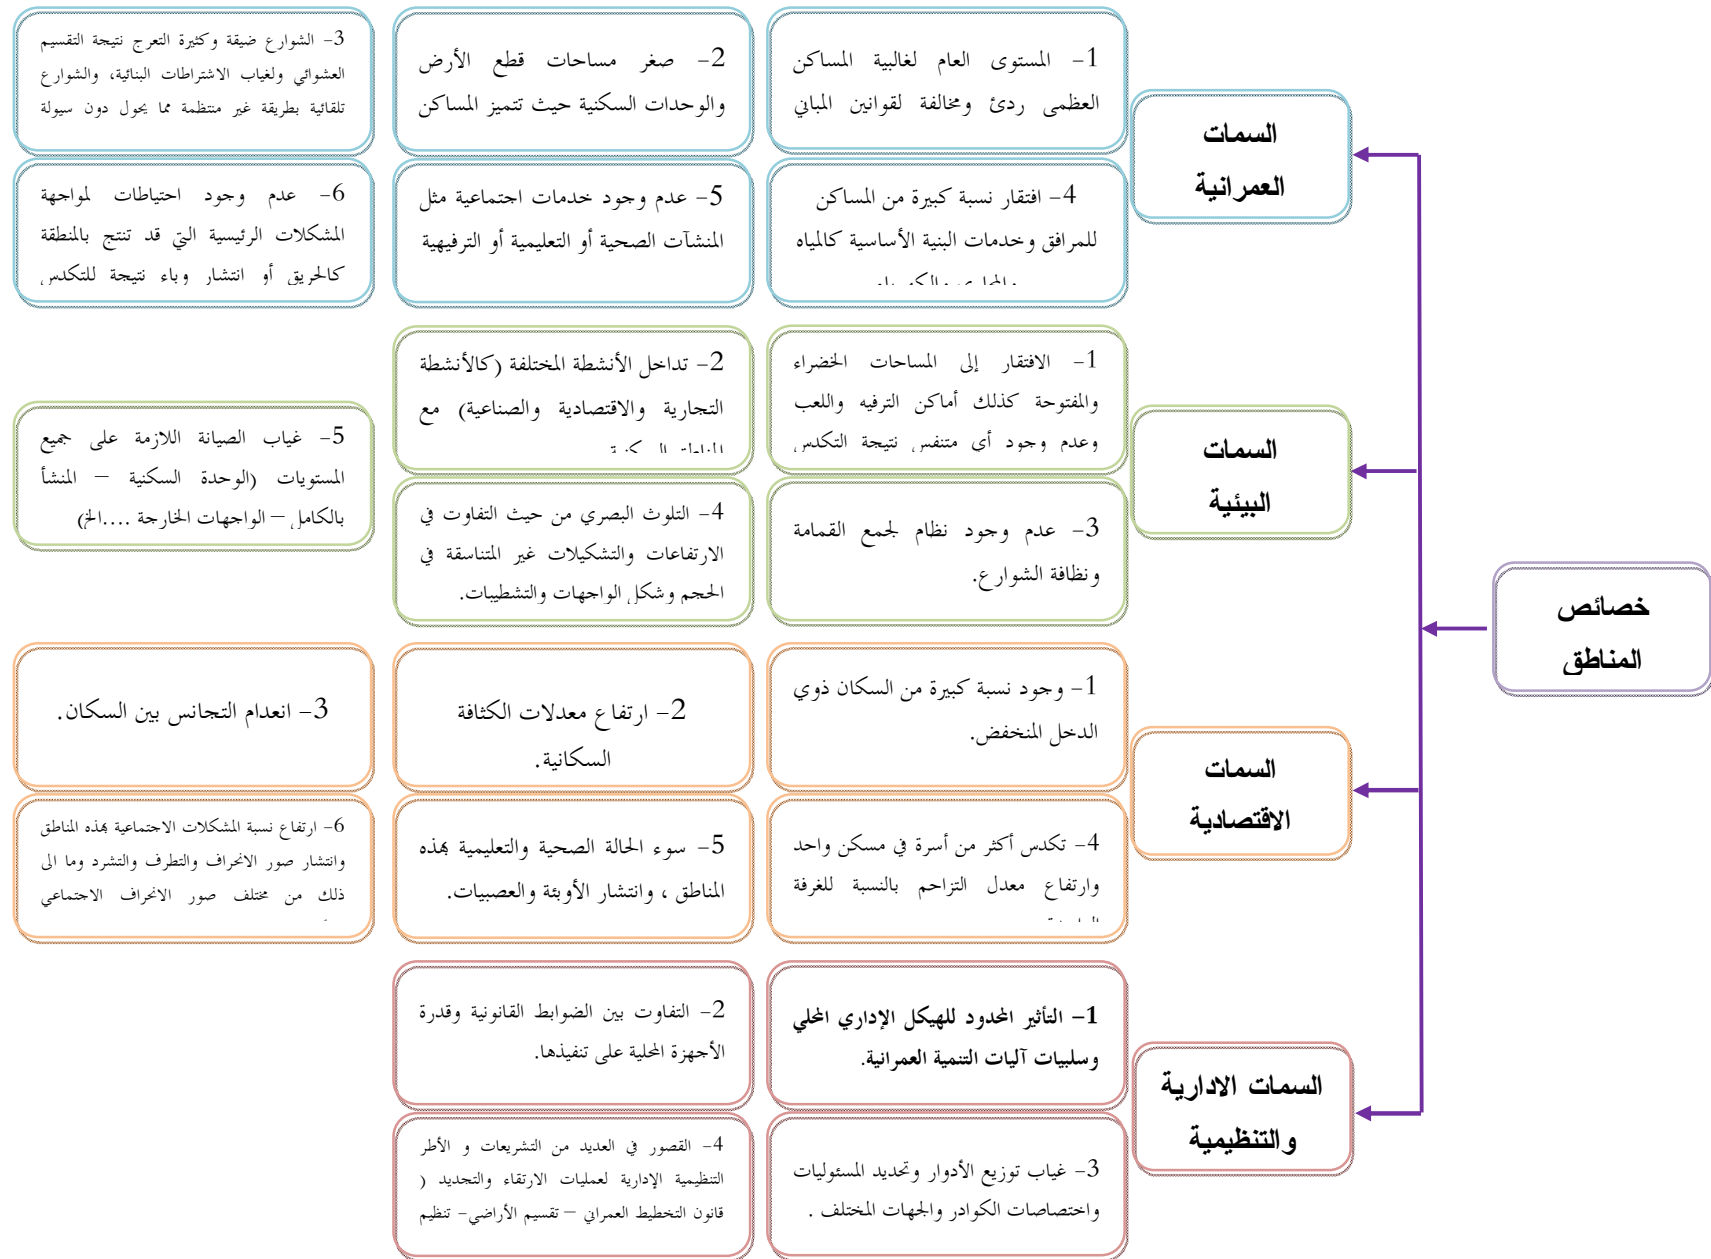 خصائص
المناطق
السمات
العمرانية
1- المستوى العام لغالبية المساكن
العظمى ردئ ومخالفة لقوانين المباني
2- صغر مساحات قطع الأرض
والوحدات السكنية حيث تتميز المساكن
3- الشوارع ضيقة وكثيرة التعرج نتيجة التقسيم
العشوائي ولغياب الاشتراطات البنائية، والشوارع
تلقائية بطريقة غير منتظمة مما يحول دون سيولة
4- افتقار نسبة كبيرة من المساكن
للمرافق وخدمات البنية الأساسية كالمياه
5- عدم وجود خدمات اجتماعية مثل
المنشآت الصحية أو التعليمية أو الترفيهية
6- عدم وجود احتياطات لمواجهة
المشكلات الرئيسية التي قد تنتج بالمنطقة
كالحريق أو انتشار وباء نتيجة للتكدس
السمات
البيئية
1- الافتقار إلى المساحات الخضراء
والمفتوحة كذلك أماكن الترفيه واللعب
وعدم وجود أي متنفس نتيجة التكدس
2- تداخل الأنشطة المختلفة (كالأنشطة
التجارية والاقتصادية والصناعية) مع
3- عدم وجود نظام لجمع القمامة
ونظافة الشوارع.
4- التلوث البصري من حيث التفاوت في
الارتفاعات والتشكيلات غير المتناسقة في
الحجم وشكل الواجهات والتشطيبات.
5- غياب الصيانة اللازمة على جميع
المستويات (الوحدة السكنية – المنشأ
بالكامل – الواجهات الخارجة ....الخ)
السمات
الاقتصادية
1- وجود نسبة كبيرة من السكان ذوي
الدخل المنخفض.
2- ارتفاع معدلات الكثافة
السكانية.
3- انعدام التجانس بين السكان.
4- تكدس أكثر من أسرة في مسكن واحد
وارتفاع معدل التزاحم بالنسبة للغرفة
5- سوء الحالة الصحية والتعليمية بهذه
المناطق ، وانتشار الأوبئة والعصبيات.
6- ارتفاع نسبة المشكلات الاجتماعية بهذه المناطق
وانتشار صور الانحراف والتطرف والتشرد وما الى
ذلك من مختلف صور الانحراف الاجتماعي
السمات الادارية
والتنظيمية
1- التأثير المحدود للهيكل الإداري المحلي
وسلبيات آليات التنمية العمرانية.
2- التفاوت بين الضوابط القانونية وقدرة
الأجهزة المحلية على تنفيذها.
3- غياب توزيع الأدوار وتحديد المسئوليات
واختصاصات الكوادر والجهات المختلف .
4- القصور في العديد من التشريعات و الأطر
التنظيمية الإدارية لعمليات الارتقاء والتجديد (
قانون التخطيط العمراني – تقسيم الأراضي- تنظيم